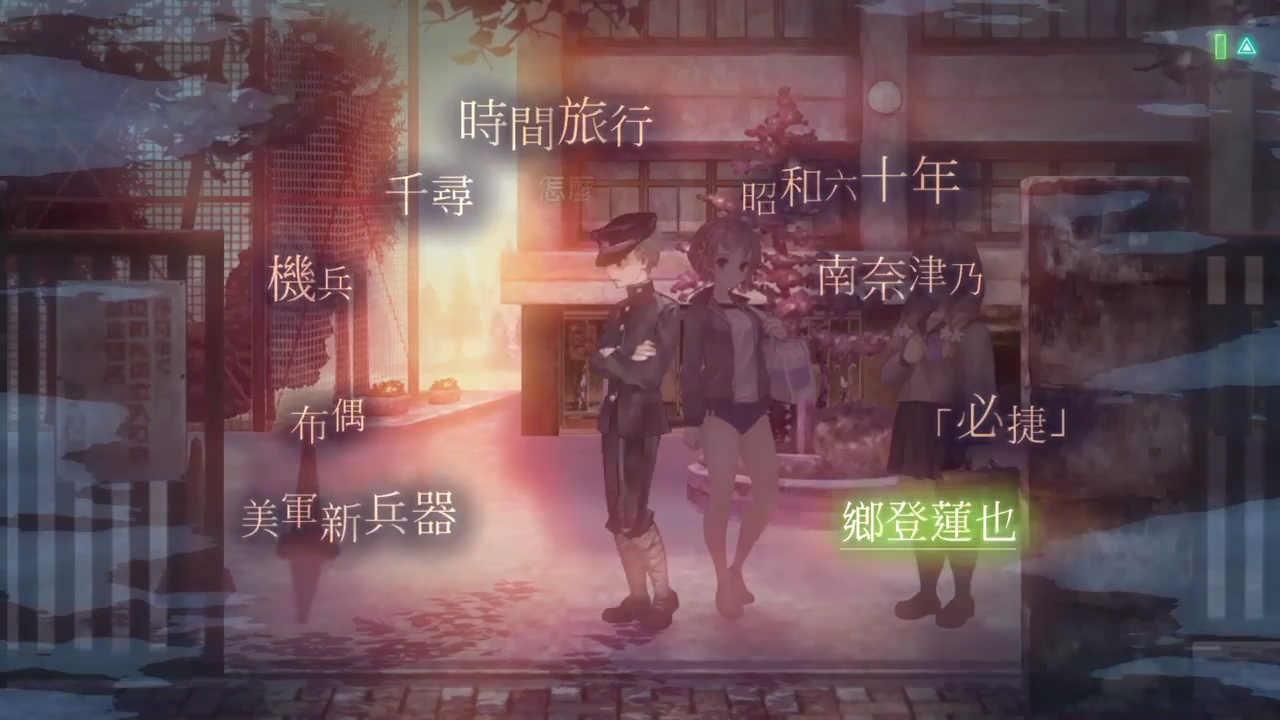 時間旅行
千尋
怎麼
昭和六十年
機兵
南奈津乃
布偶
「必捷」
美軍新兵器
鄉登蓮也